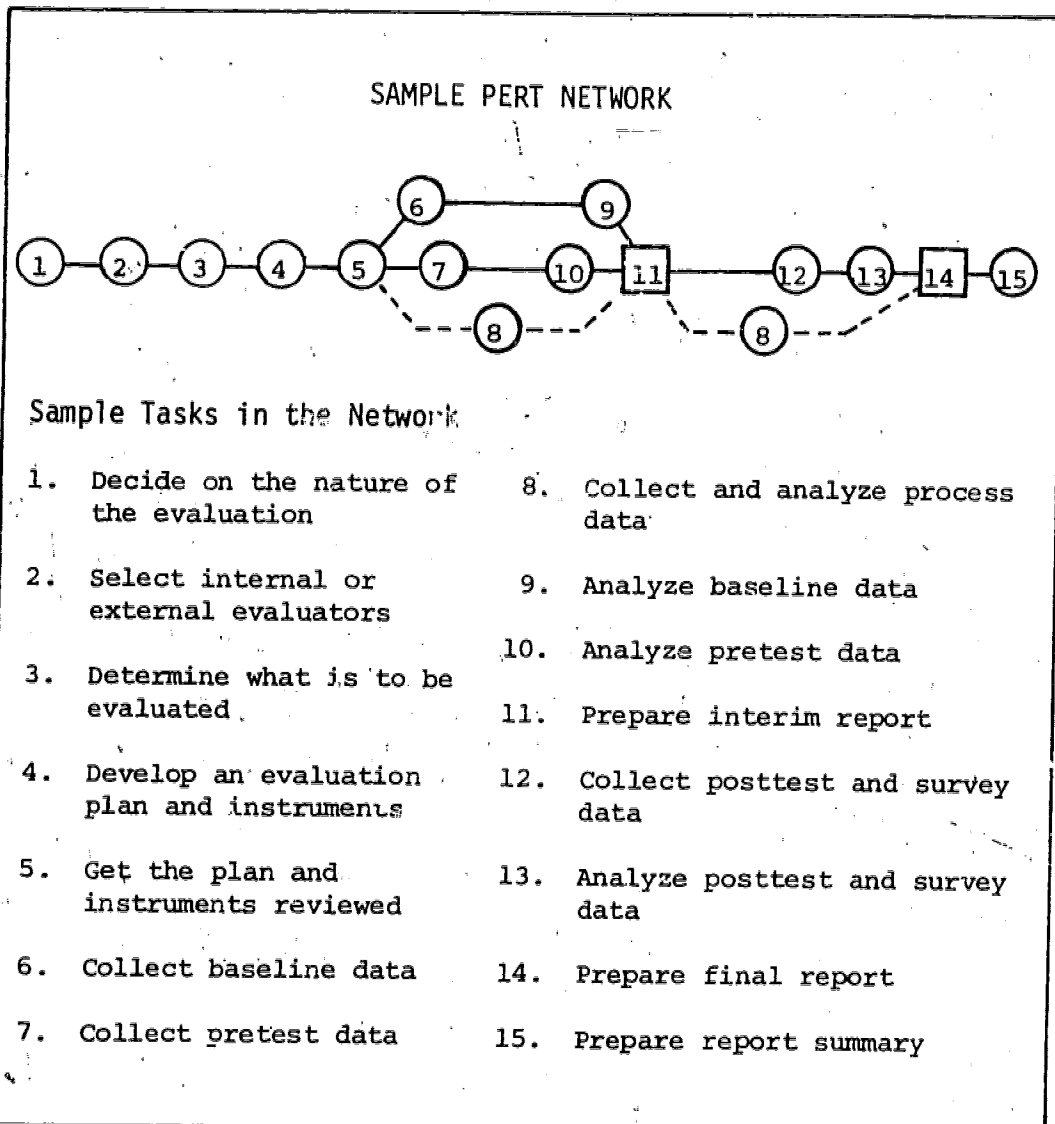 SAMPLE PERT NETWORK
6
9
1
2
3
4
5
7
10
11
12
13
14
15
8
8
Sample Tasks in the Network
1. Decide on the nature of
the evaluation
2. Select internal or
external evaluators
3. Determine what is to be
evaluated
4. Develop an evaluation
plan and instruments
5. Get the plan and
instruments reviewed
6. Collect baseline data
7. Collect pretest data
8. Collect and analyze process
data
9. Analyze baseline data
10. Analyze pretest data
11. Prepare interim report
12. Collect posttest and survey
data
13. Analyze posttest and survey
data
14. Prepare final report
15. Prepare report summary